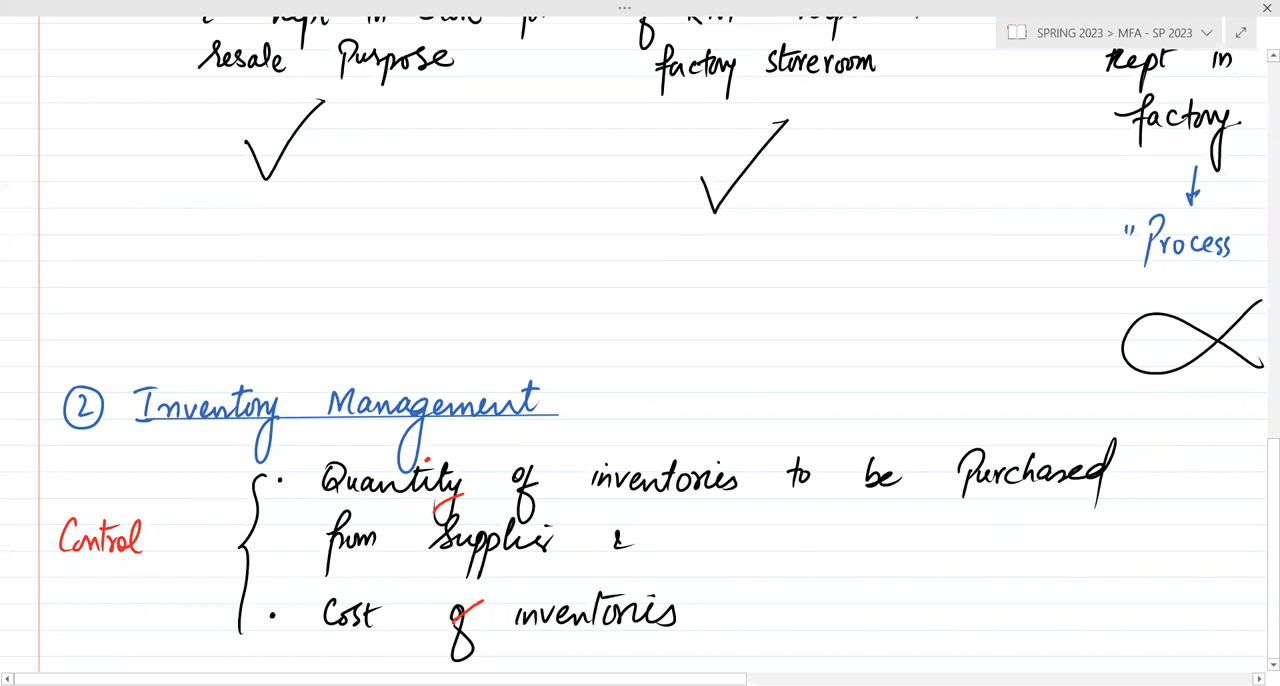 SPRING 2023 > MFA - SP 2023
resale Purpose
factory storeroom
kept in
factory
"Process
② Inventory Management
Control
· Quantity of inventories to be Purchased
from Supplier &
· Cost of inventories